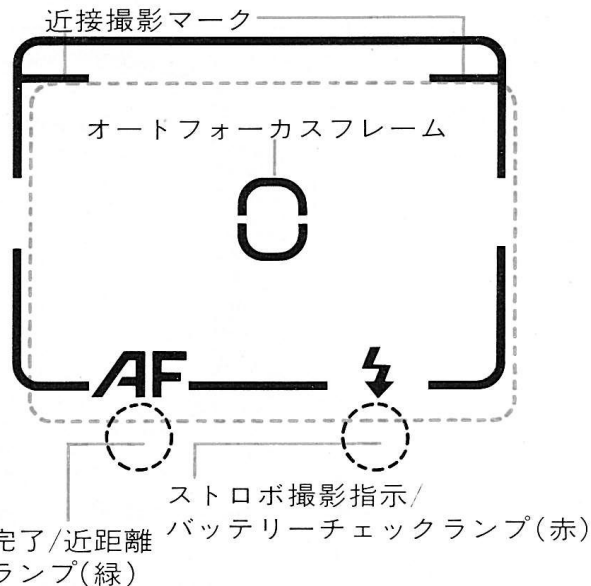 近接撮影マーク
オートフォーカスフレーム
AF
ストロボ撮影指示/
バッテリーチェックランプ(赤)
完了/近距離
ランプ(緑)